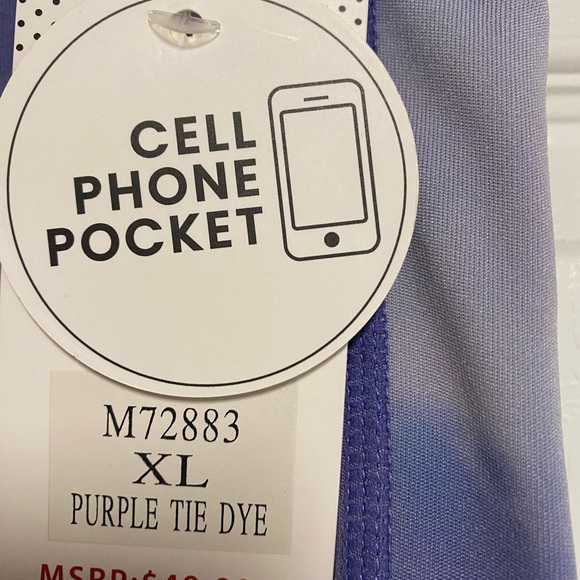 CELL
PHONE
POCKET
M72883
XL
PURPLE TIE DYE